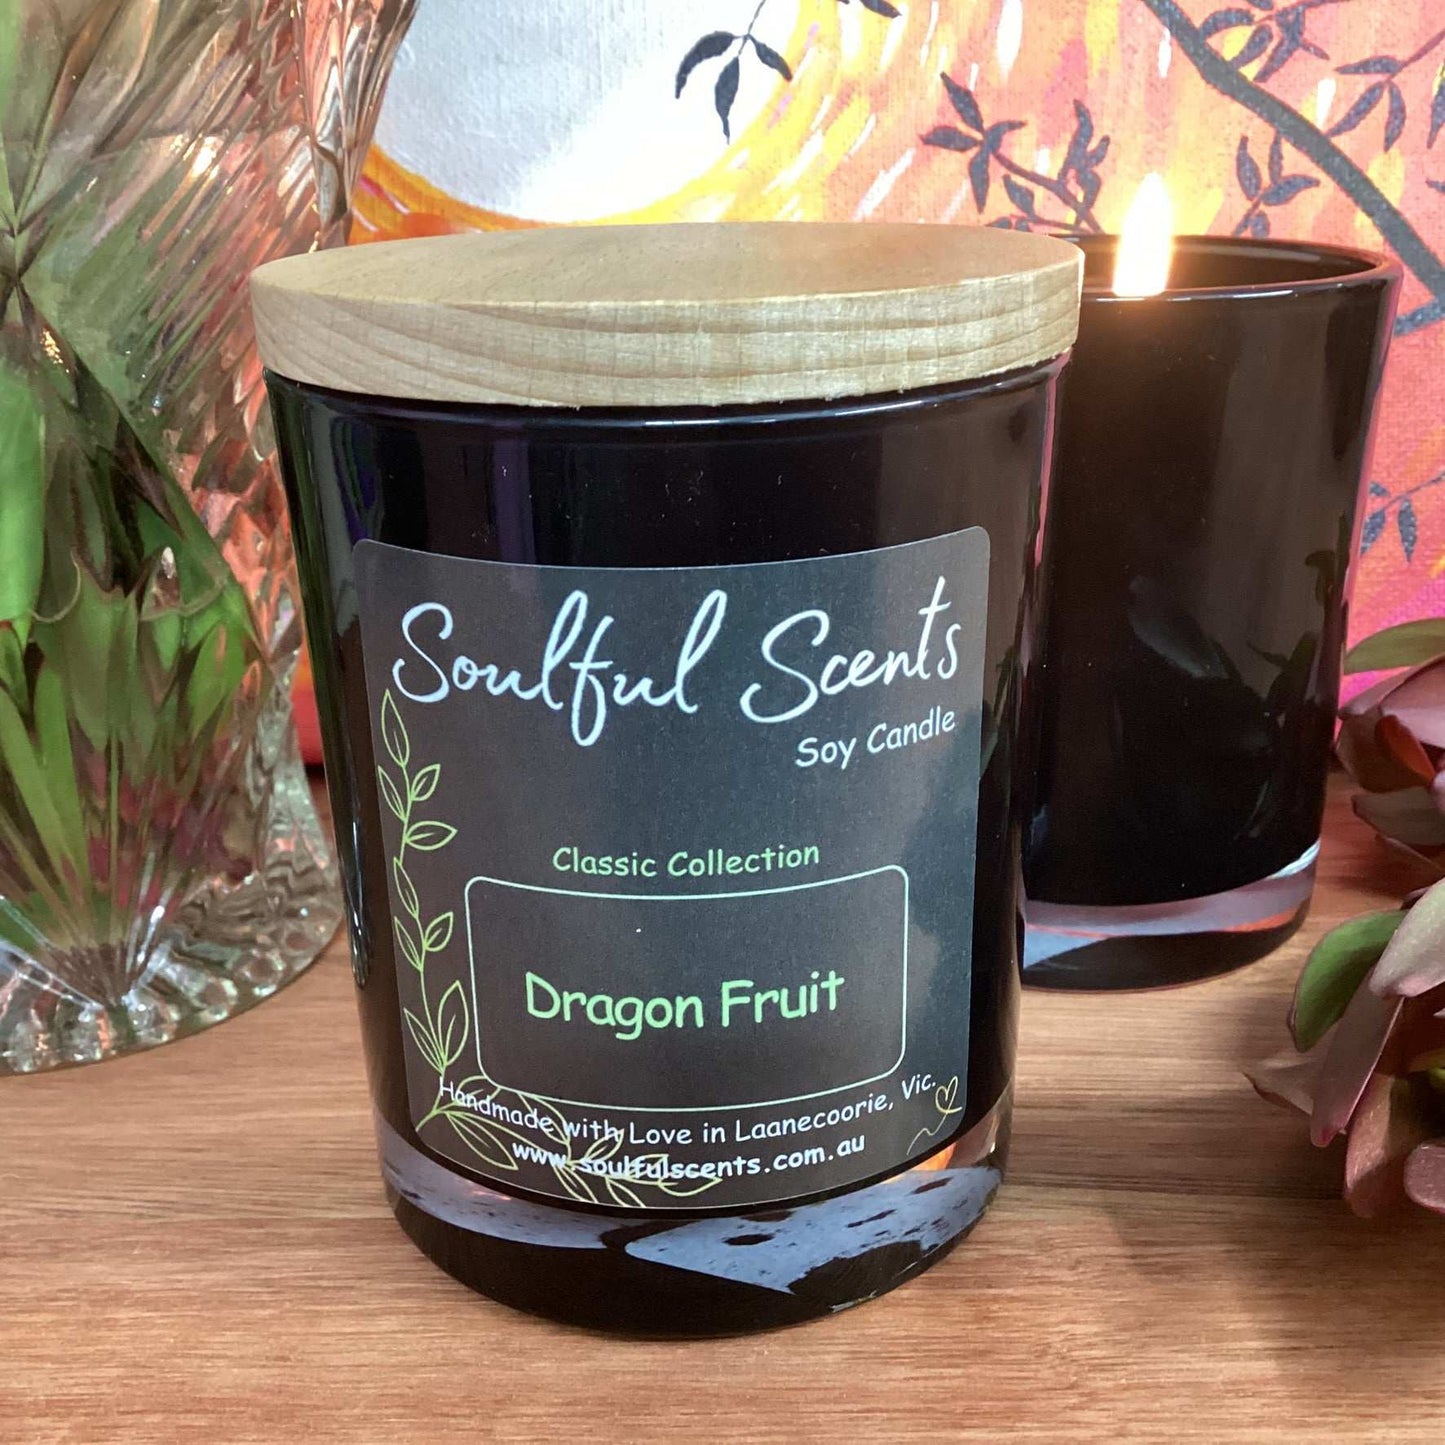 Soulful Scents
Soy Candle
Classic Collection
Dragon Fruit
Handmade with Love in Laanecoorie, Vic.
www.soulfulscents.com.au